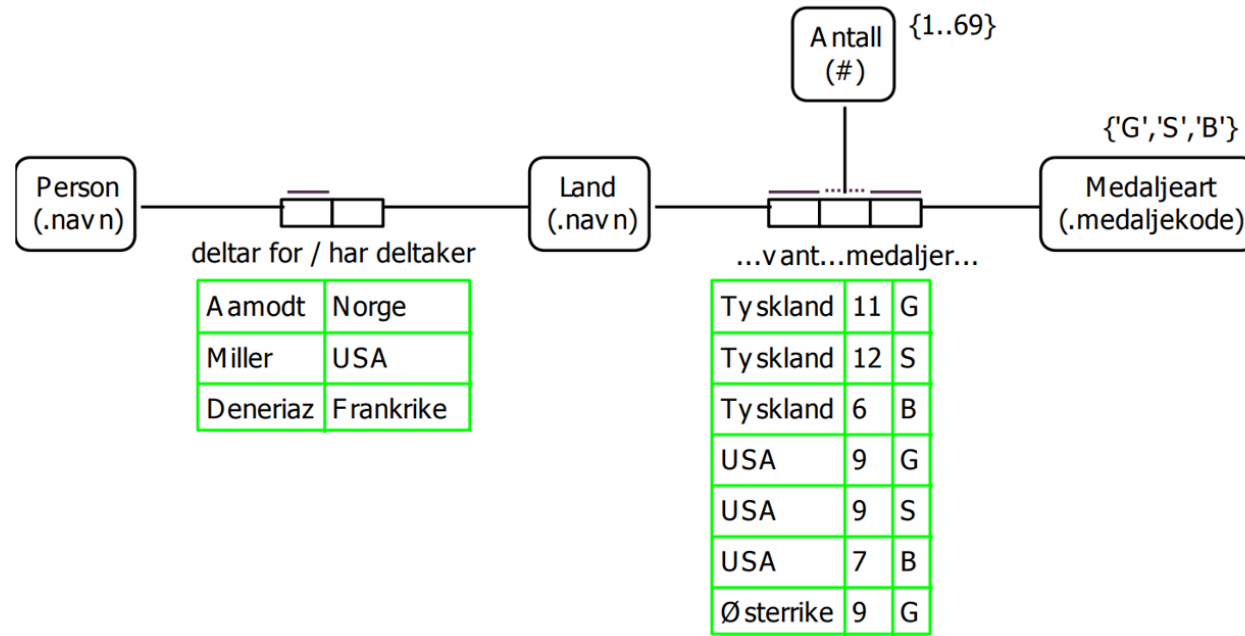 Antall
(#)
{1..69}
{'G','S','B'}
Person
(.navn)
Land
(.navn)
Medaljeart
(.medaljekode)
deltar for / har deltaker
...vant...medaljer...
Aamodt Norge
Miller USA
Deneriaz Frankrike
Tyskland 11 G
Tyskland 12 S
Tyskland 6 B
USA 9 G
USA 9 S
USA 7 B
Østerrike 9 G